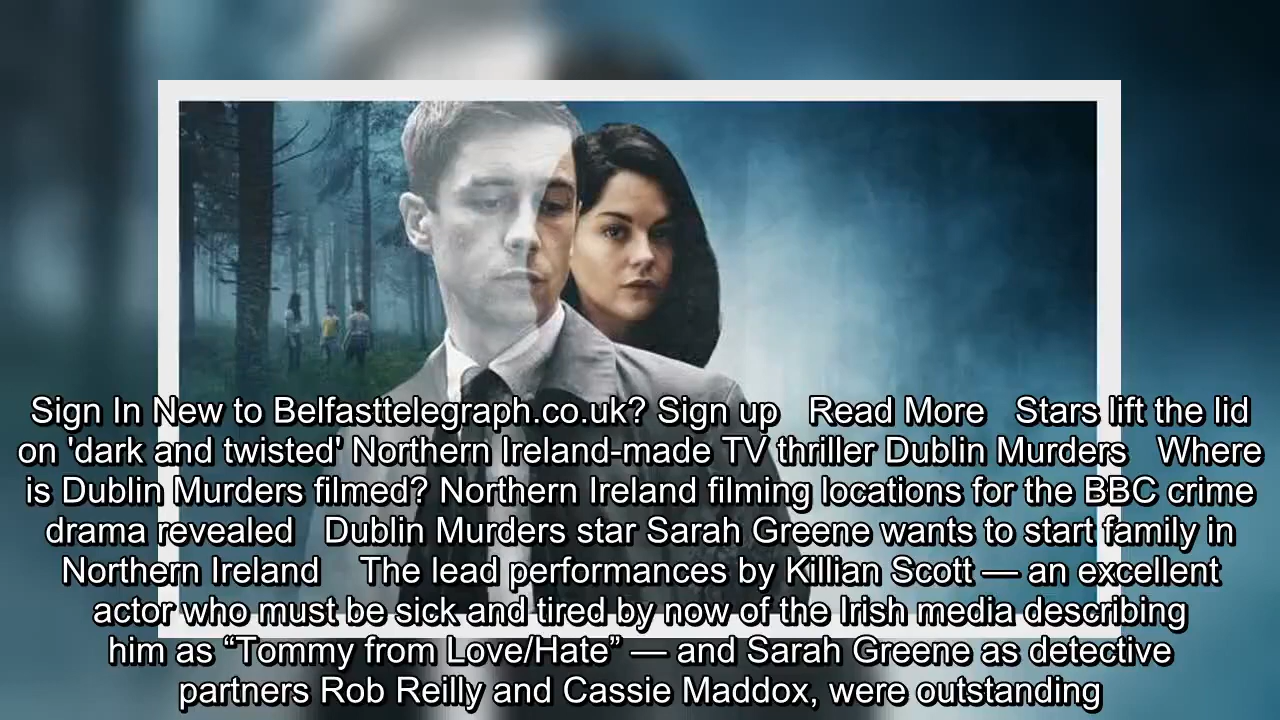 Sign In New to Belfasttelegraph.co.uk? Sign up Read More Stars lift the lid
on 'dark and twisted' Northern Ireland-made TV thriller Dublin Murders Where
is Dublin Murders filmed? Northern Ireland filming locations for the BBC crime
drama revealed Dublin Murders star Sarah Greene wants to start family in
Northern Ireland The lead performances by Killian Scott — an excellent
actor who must be sick and tired by now of the Irish media describing
him as “Tommy from Love/Hate” — and Sarah Greene as detective
partners Rob Reilly and Cassie Maddox, were outstanding